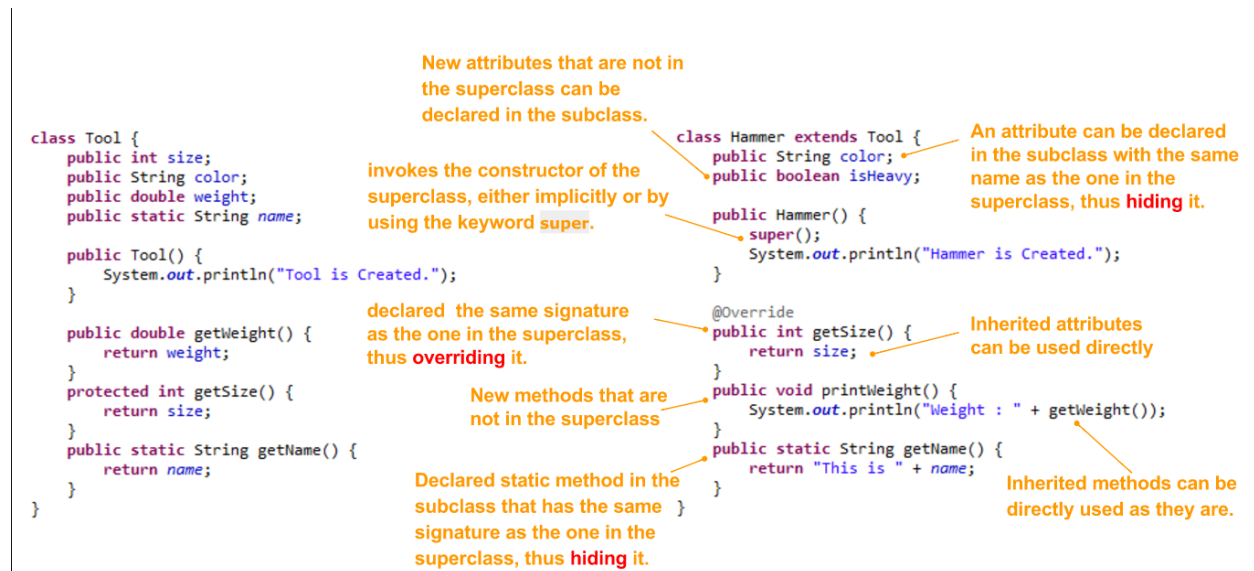 New attributes that are not in
the superclass can be
declared in the subclass.
class Tool {
public int size;
public String color;
public double weight;
public static String name;
public Tool() {
System.out.println("Tool is Created.");
}
public double getWeight() {
return weight;
}
protected int getSize() {
return size;
}
public static String getName() {
return name;
}
}
invokes the constructor of the
superclass, either implicitly or by
using the keyword super.
declared  the same signature
as the one in the superclass,
thus overriding it.
New methods that are
not in the superclass
Declared static method in the
subclass that has the same
signature as the one in the
superclass, thus hiding it.
class Hammer extends Tool {
public String color;
public boolean isHeavy;
public Hammer() {
super();
System.out.println("Hammer is Created.");
}
@Override
public int getSize() {
return size;
}
public void printWeight() {
System.out.println("Weight : " + getWeight());
}
public static String getName() {
return "This is " + name;
}
}
An attribute can be declared
in the subclass with the same
name as the one in the
superclass, thus hiding it.
Inherited attributes
can be used directly
Inherited methods can be
directly used as they are.